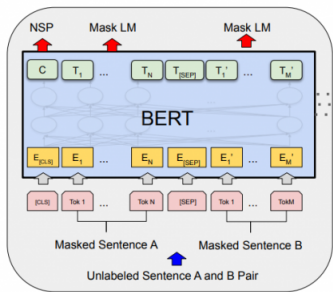 NSP Mask LM Mask LM
C T1 ... TN T[SEP] T1' ... TM'
BERT
E[CLS] E1 ... EN E[SEP] E1' ... EM'
[CLS] Tok 1 ... Tok N [SEP] Tok 1 ... TokM
Masked Sentence A Masked Sentence B
Unlabeled Sentence A and B Pair